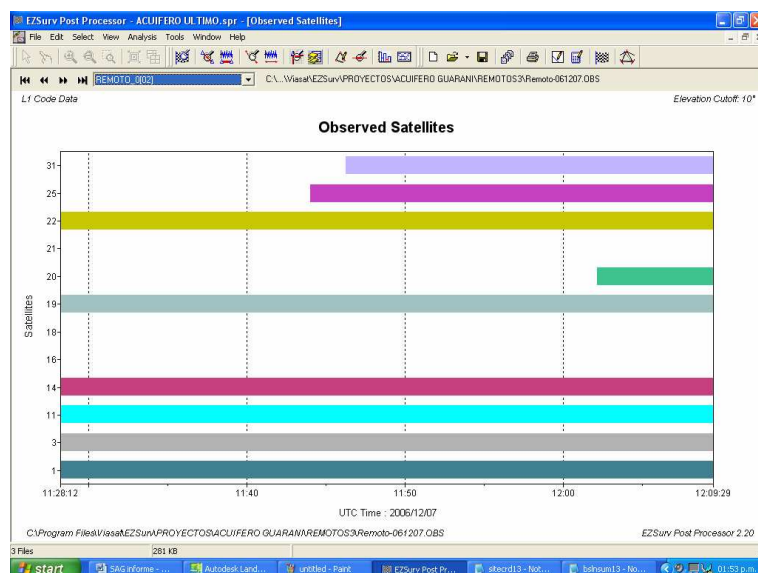 EZSurv Post Processor - ACUIFERO ULTIMO.spr - [Observed Satellites]
File Edit Select View Analysis Tools Window Help
REMOTO_0[02] C:\...\Viasat\EZSurv\PROYECTOS\ACUIFERO GUARANI\REMOTOS3\Remoto-061207.OBS
L1 Code Data Elevation Cutoff: 10°
Observed Satellites
31
25
22
21
20
19
18
16
14
11
3
1
Satellites
11:28:12 11:40 11:50 12:00 12:09:29
UTC Time : 2006/12/07
C:\Program Files\Viasat\EZSurv\PROYECTOS\ACUIFERO GUARANI\REMOTOS3\Remoto-061207.OBS EZSurv Post Processor 2.20
3 Files 281 KB
start SAG informe - ... Autodesk Land... untitled - Paint EZSurv Post Pr... sitecrd13 - Not... bslnsum13 - No... 01:53 p.m.